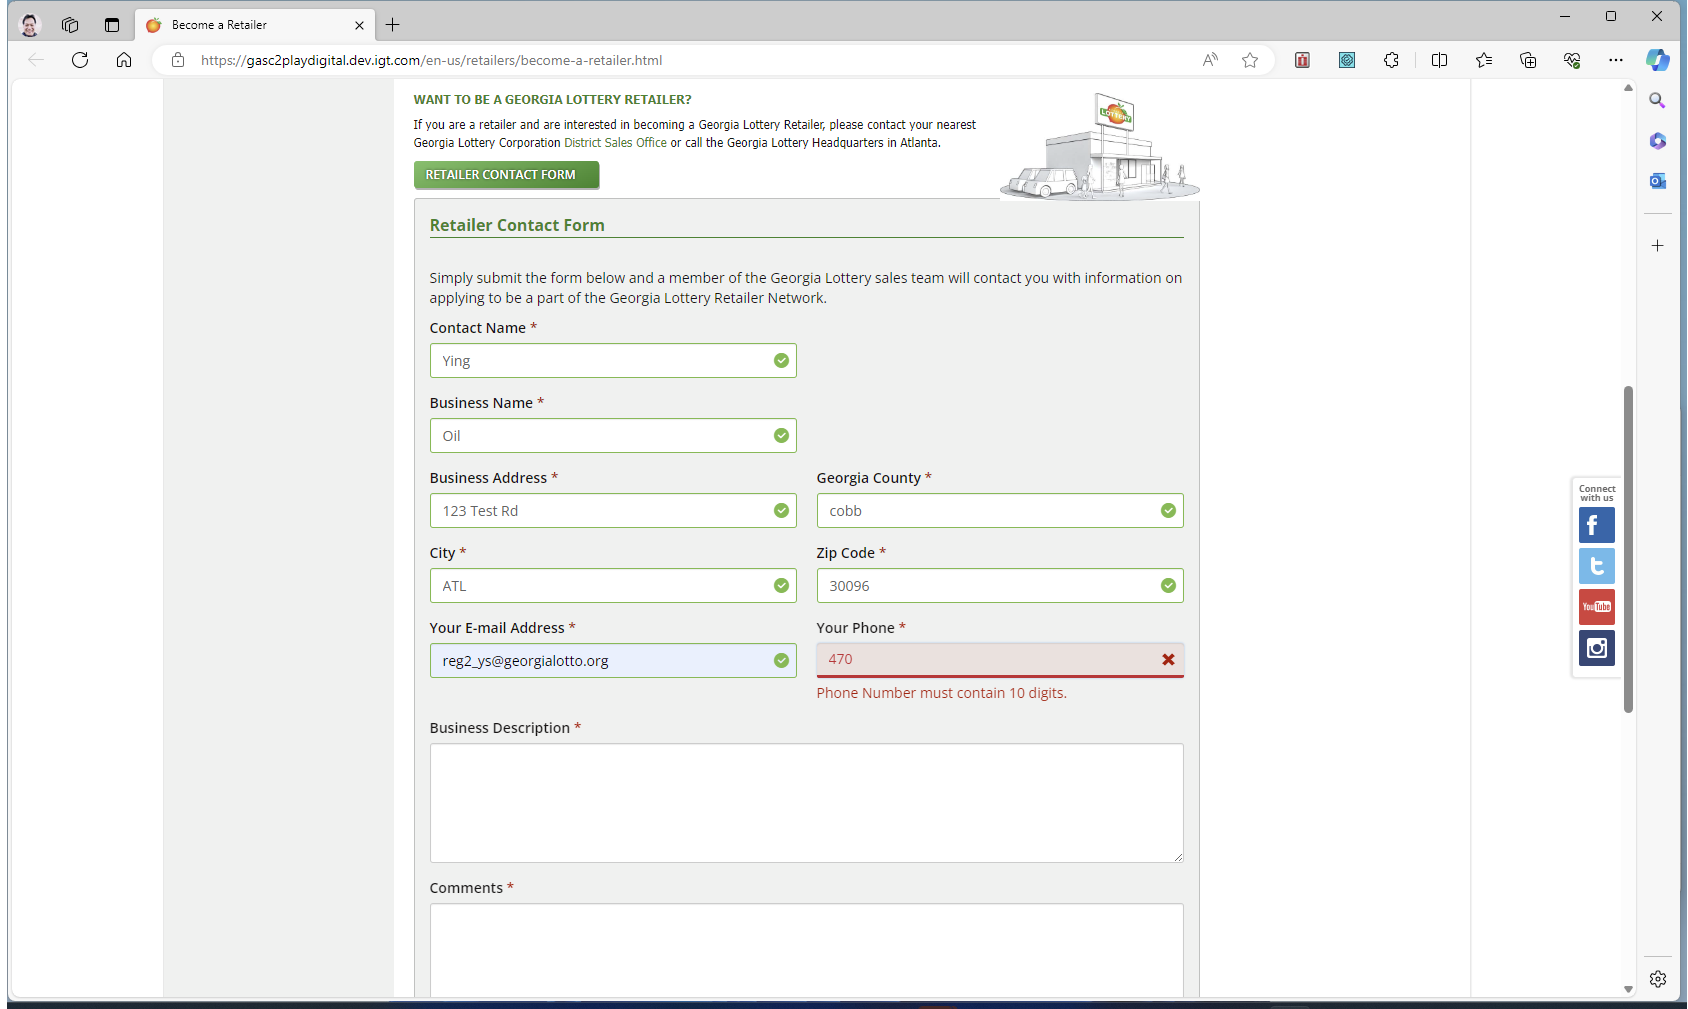 Become a Retailer
https://gasc2playdigital.dev.igt.com/en-us/retailers/become-a-retailer.html
WANT TO BE A GEORGIA LOTTERY RETAILER?
If you are a retailer and are interested in becoming a Georgia Lottery Retailer, please contact your nearest
Georgia Lottery Corporation District Sales Office or call the Georgia Lottery Headquarters in Atlanta.
LOTTERY
RETAILER CONTACT FORM
Retailer Contact Form
Simply submit the form below and a member of the Georgia Lottery sales team will contact you with information on
applying to be a part of the Georgia Lottery Retailer Network.
Contact Name *
Ying
Business Name *
Oil
Business Address *
Georgia County *
123 Test Rd
cobb
City *
Zip Code *
ATL
30096
Your E-mail Address *
Your Phone *
reg2_ys@georgialotto.org
470
Phone Number must contain 10 digits.
Business Description *
Comments *
Connect
with us
YouTube